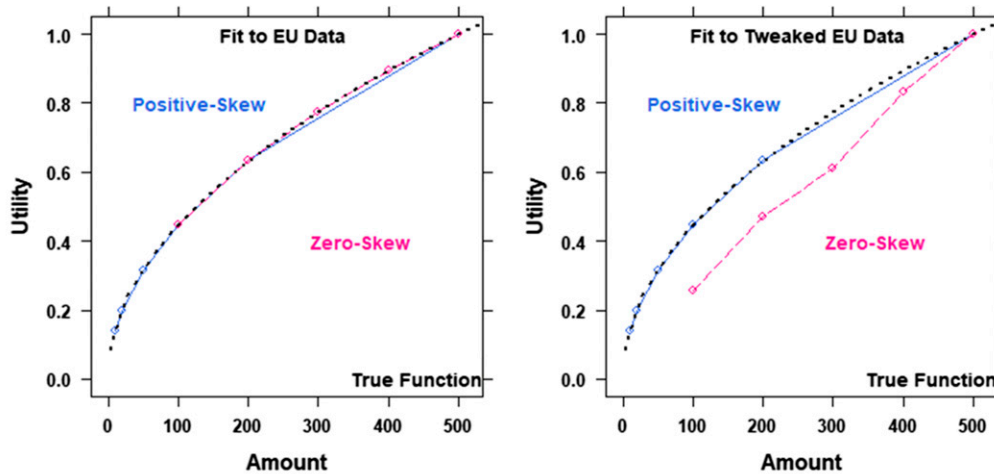 Fit to EU Data
Positive-Skew
Zero-Skew
True Function
Utility
1.0
0.8
0.6
0.4
0.2
0.0
0 100 200 300 400 500
Amount
Fit to Tweaked EU Data
Positive-Skew
Zero-Skew
True Function
Utility
1.0
0.8
0.6
0.4
0.2
0.0
0 100 200 300 400 500
Amount